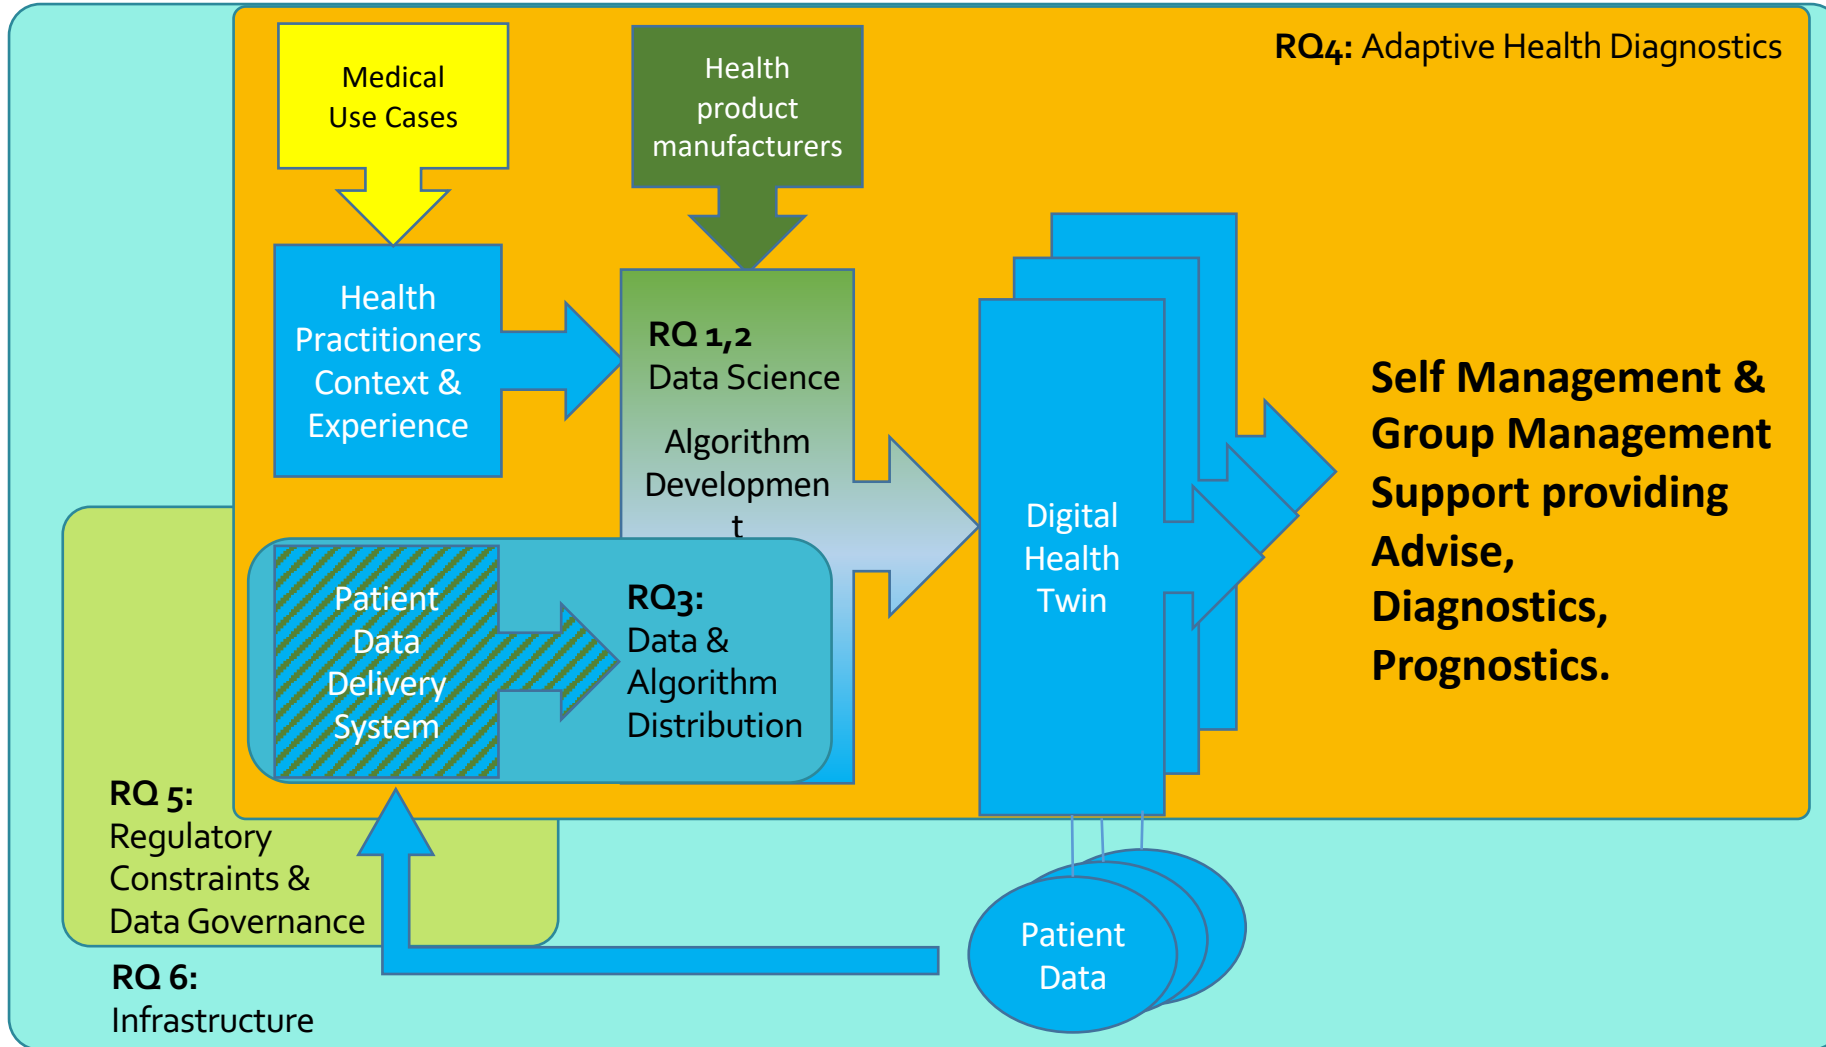 RQ4: Adaptive Health Diagnostics
Medical
Use Cases
Health
product
manufacturers
Health
Practitioners
Context &
Experience
RQ 1,2
Data Science
Algorithm
Developmen
t
Patient
Data
Delivery
System
RQ3:
Data &
Algorithm
Distribution
Digital
Health
Twin
Self Management &
Group Management
Support providing
Advise,
Diagnostics,
Prognostics.
RQ 5:
Regulatory
Constraints &
Data Governance
RQ 6:
Infrastructure
Patient
Data